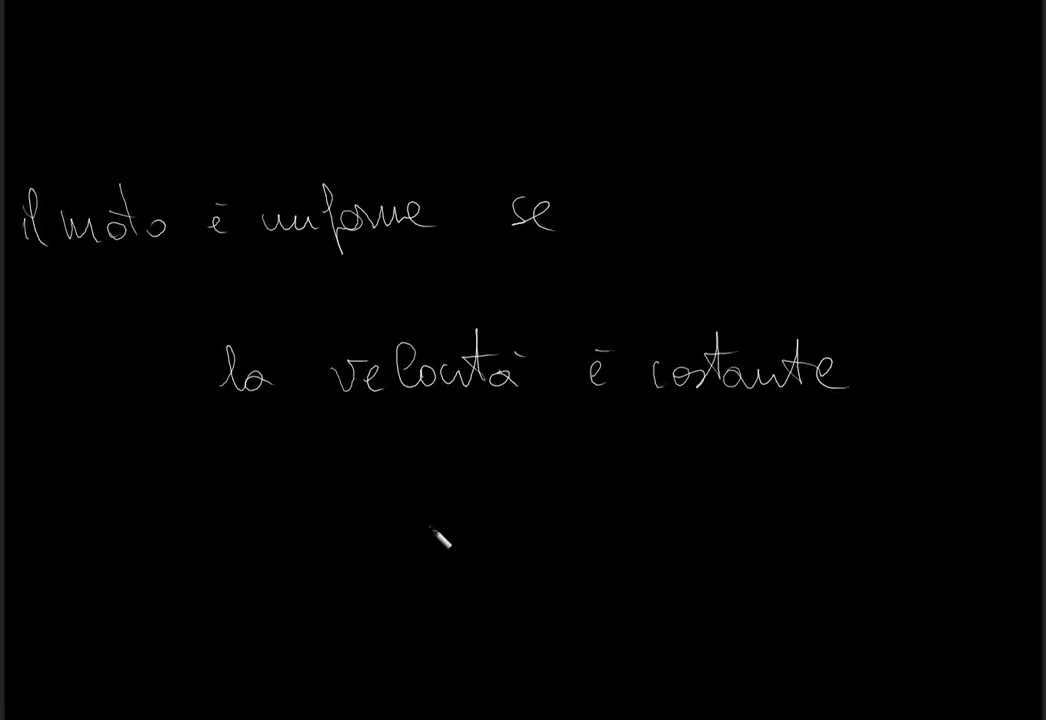 il moto è uniforme se
la velocità è costante